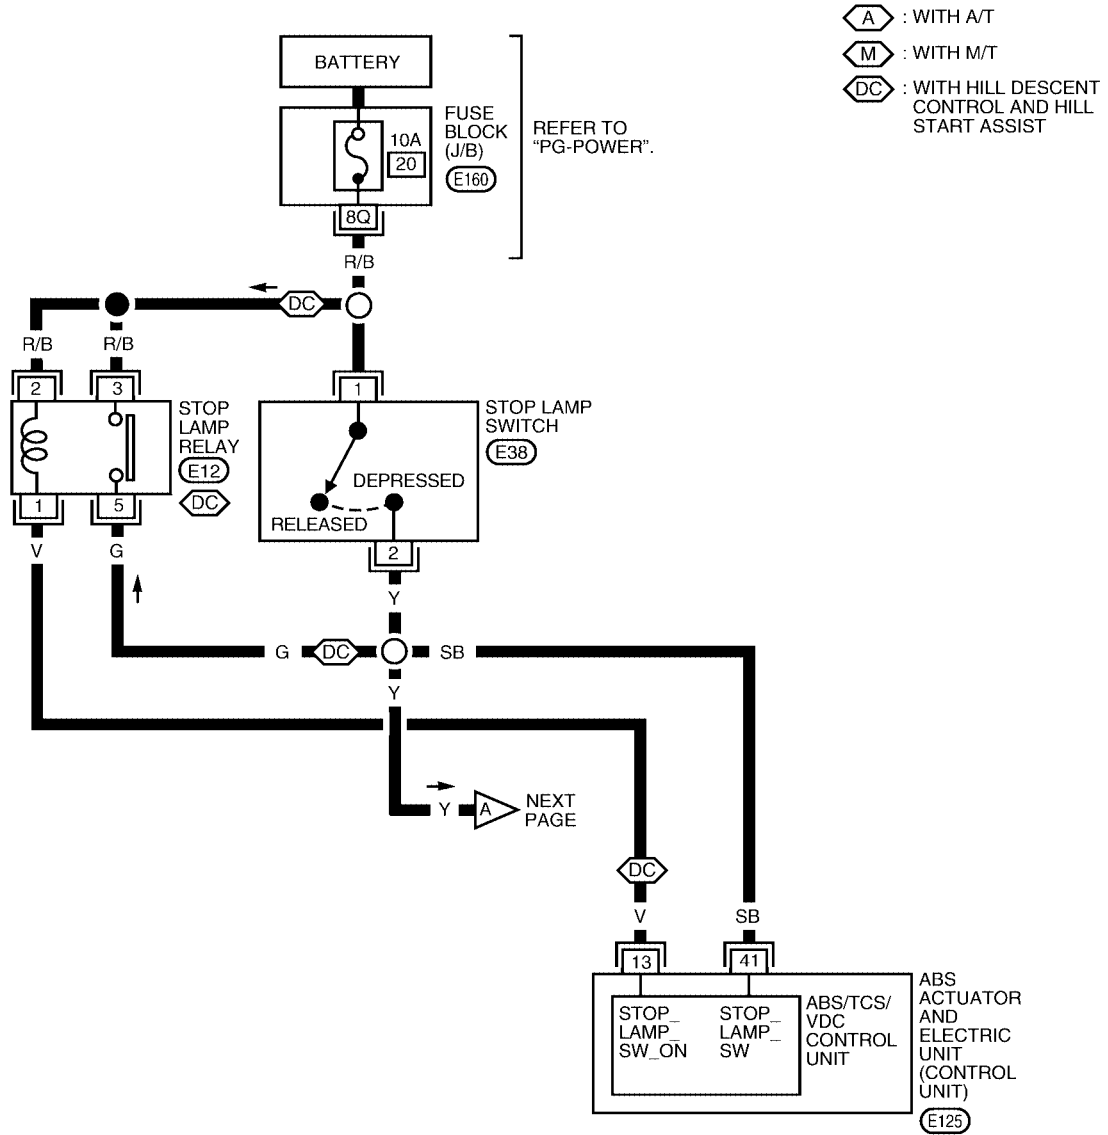 A : WITH A/T
M : WITH M/T
DC : WITH HILL DESCENT
CONTROL AND HILL
START ASSIST
BATTERY
FUSE
BLOCK
(J/B)
E160
10A
20
REFER TO
“PG-POWER”.
8Q
R/B
DC
R/B
R/B
2
3
1
STOP
LAMP
RELAY
E12
DC
STOP LAMP
SWITCH
E38
DEPRESSED
RELEASED
1
5
2
V
G
Y
G
DC
SB
Y
Y
A
NEXT
PAGE
DC
V
SB
13
41
STOP_
LAMP_
SW_ON
STOP_
LAMP_
SW
ABS/TCS/
VDC
CONTROL
UNIT
ABS
ACTUATOR
AND
ELECTRIC
UNIT
(CONTROL
UNIT)
E125